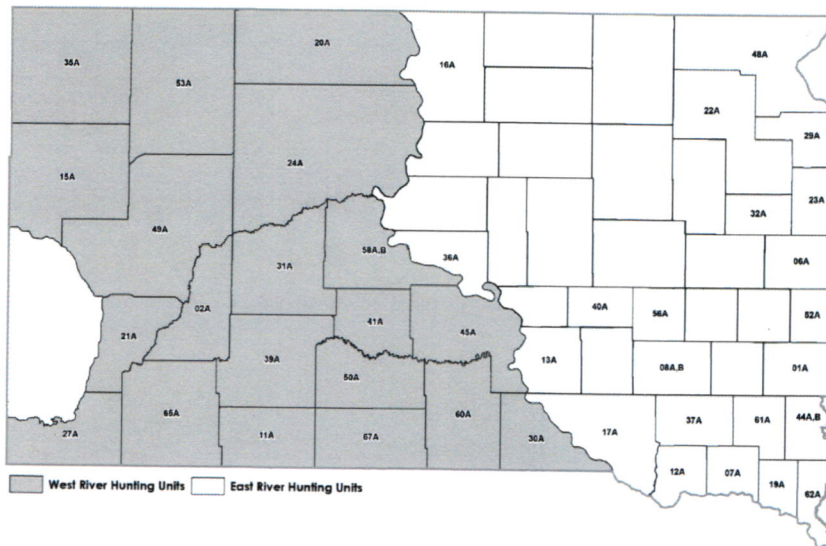 20A
35A
16A
48A
53A
22A
29A
24A
15A
23A
32A
49A
58A,B
36A
31A
06A
02A
40A
56A
52A
41A
45A
21A
39A
13A
08A,B
01A
50A
65A
60A
44A,B
37A
61A
17A
27A
11A
67A
30A
12A
07A
19A
62A
West River Hunting Units
East River Hunting Units